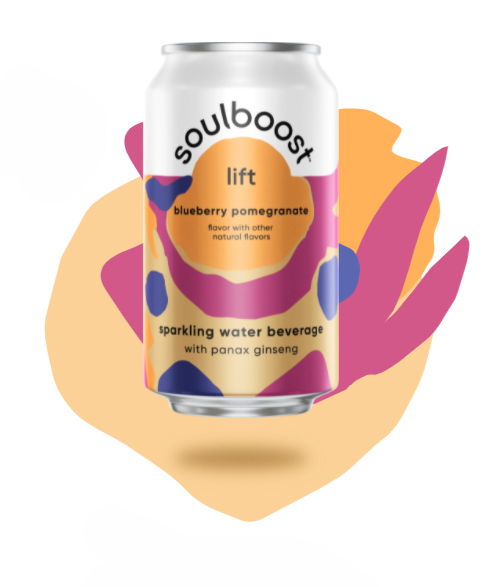 soulboost
lift
blueberry pomegranate
flavor with other
natural flavors
sparkling water beverage
with panax ginseng